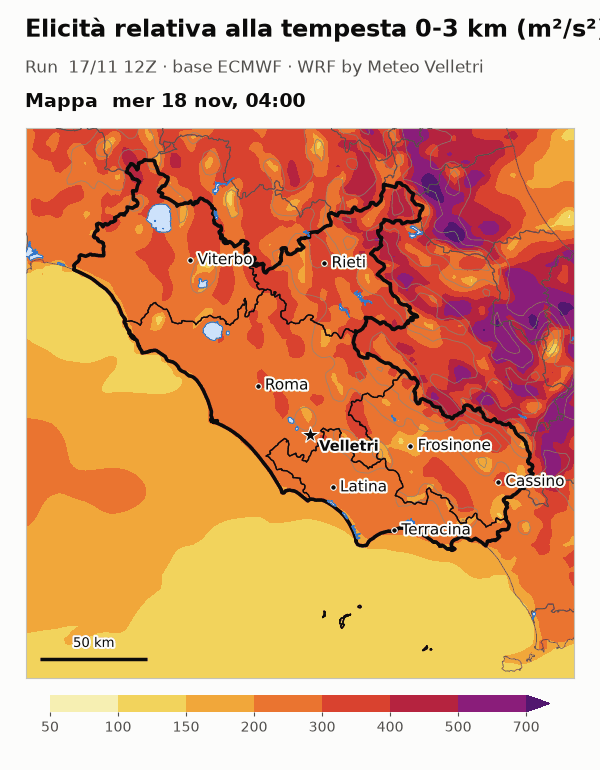 Elicità relativa alla tempesta 0-3 km (m²/s²)
Run 17/11 12Z · base ECMWF · WRF by Meteo Velletri
Mappa mer 18 nov, 04:00
Viterbo
Rieti
Roma
Velletri
Frosinone
Cassino
Latina
Terracina
50 km
50 100 150 200 300 400 500 700